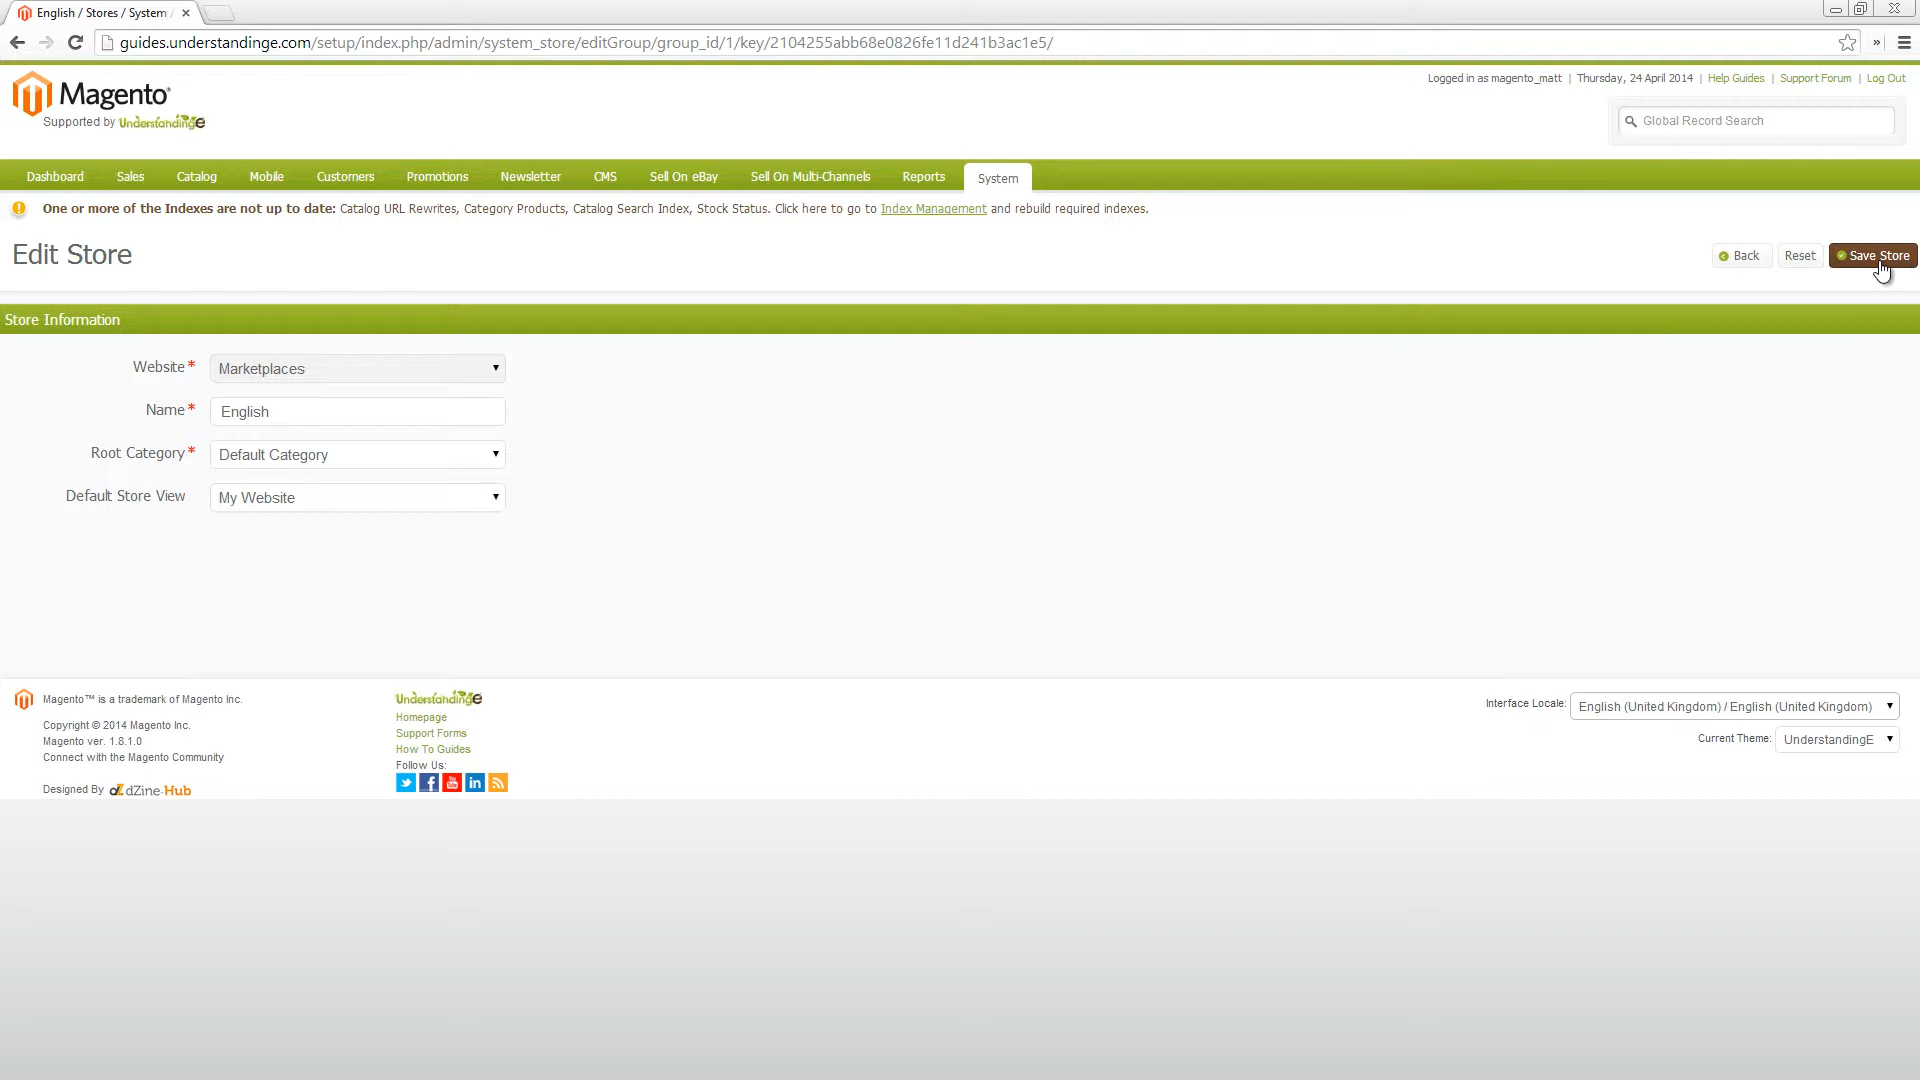 English / Stores / System
guides.understandinge.com/setup/index.php/admin/system_store/editGroup/group_id/1/key/2104255abb68e0826fe11d241b3ac1e5/
Magento®
Supported by UnderstandingE
Logged in as magento_matt | Thursday, 24 April 2014 | Help Guides | Support Forum | Log Out
Global Record Search
Dashboard Sales Catalog Mobile Customers Promotions Newsletter CMS Sell On eBay Sell On Multi-Channels Reports System
One or more of the Indexes are not up to date: Catalog URL Rewrites, Category Products, Catalog Search Index, Stock Status. Click here to go to Index Management and rebuild required indexes.
Edit Store
Back Reset Save Store
Store Information
Website* Marketplaces
Name* English
Root Category* Default Category
Default Store View My Website
Magento™ is a trademark of Magento Inc.
Copyright © 2014 Magento Inc.
Magento ver. 1.8.1.0
Connect with the Magento Community
Designed By dZine-Hub
UnderstandingE
Homepage
Support Forms
How To Guides
Follow Us:
Interface Locale: English (United Kingdom) / English (United Kingdom)
Current Theme: UnderstandingE